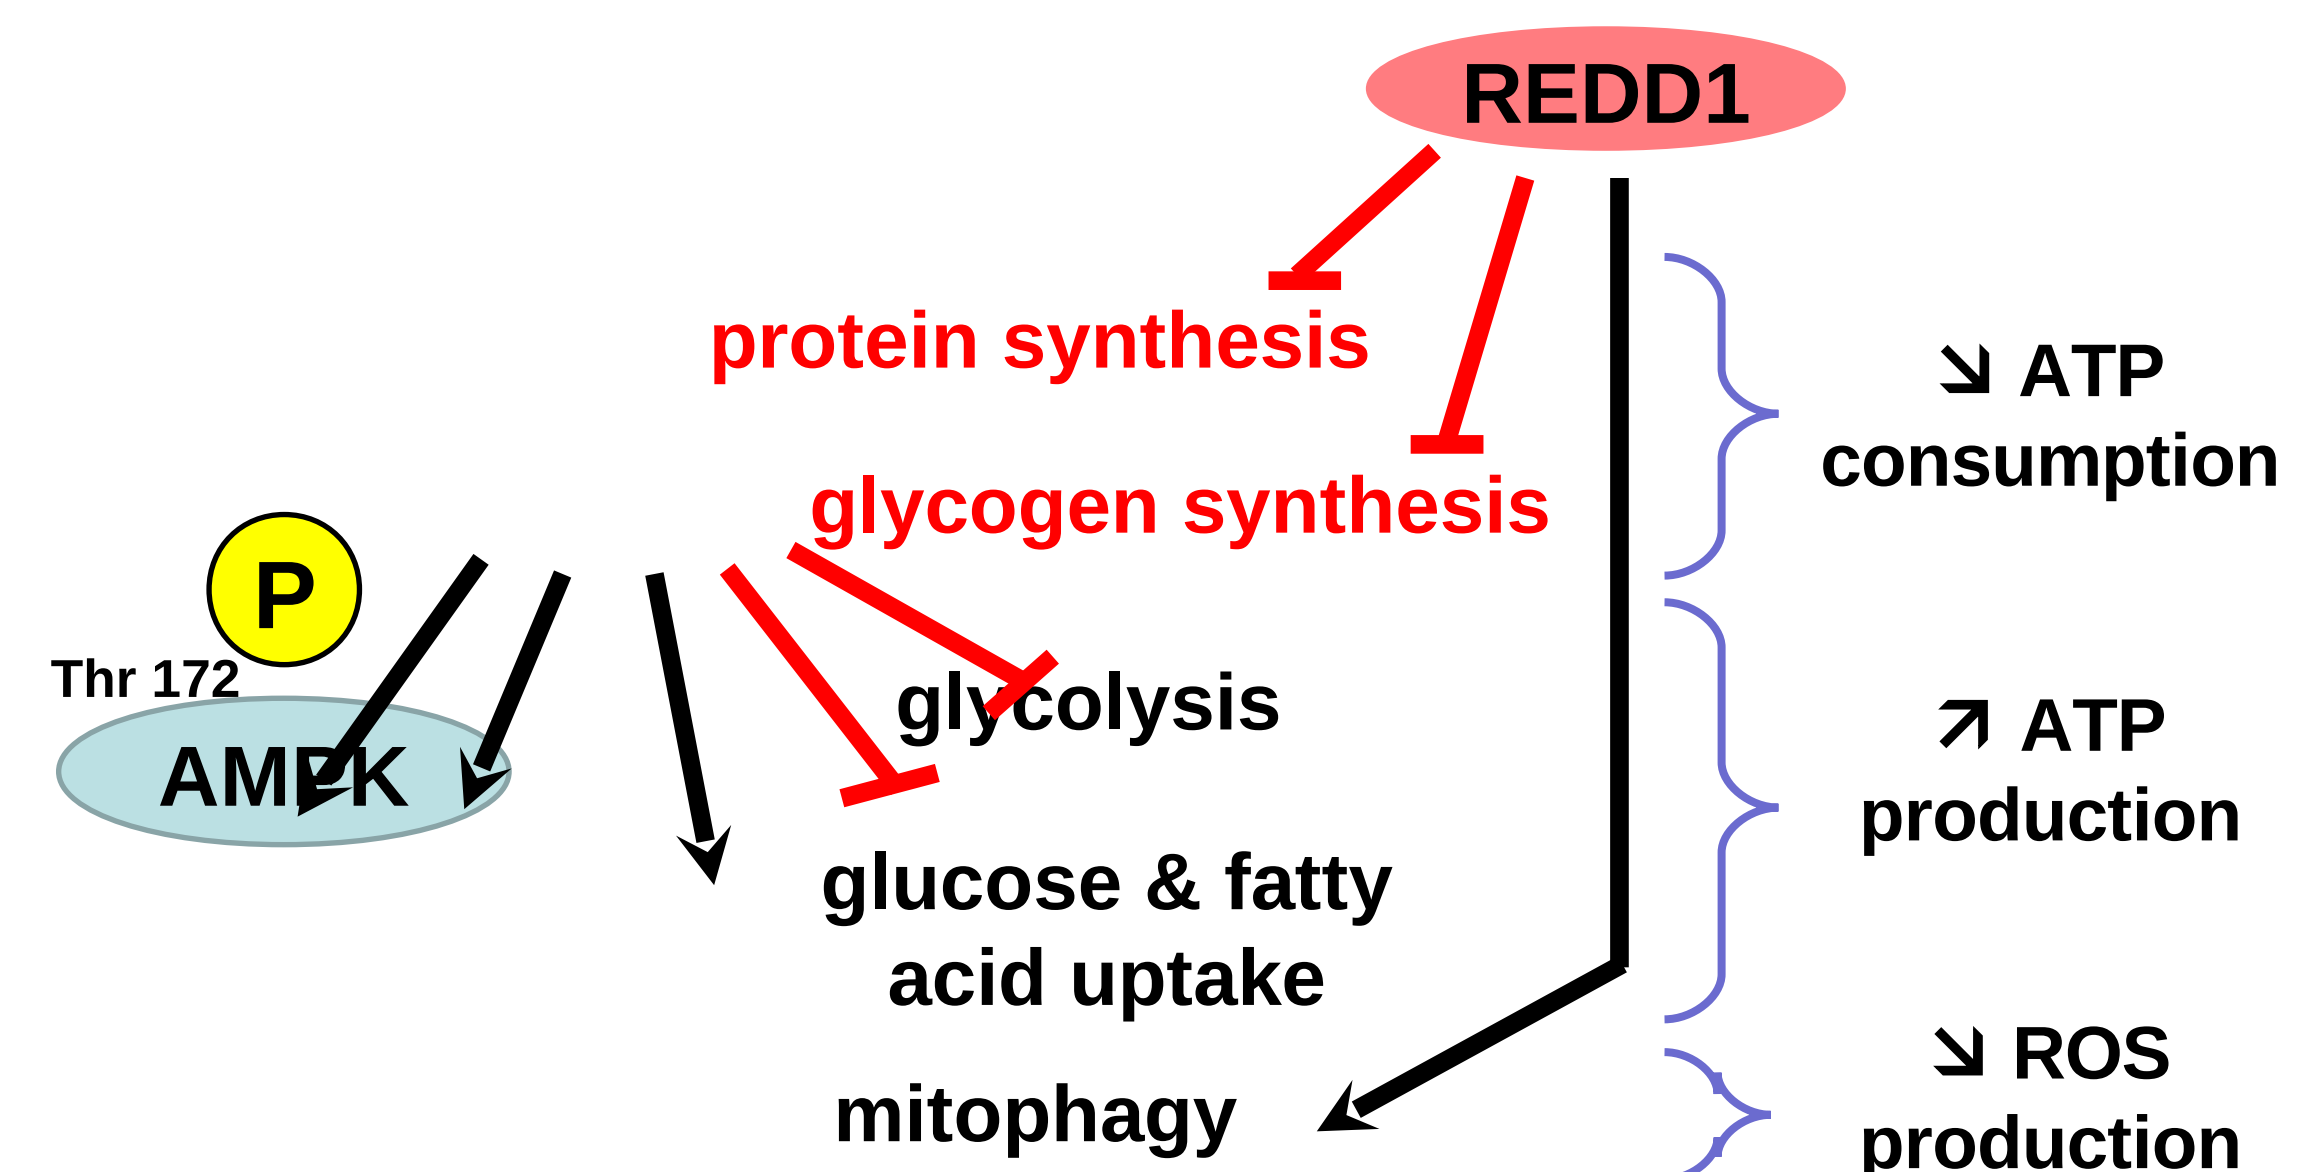 REDD1
protein synthesis
↘ ATP
consumption
glycogen synthesis
P
Thr 172
AMPK
glycolysis
↗ ATP
production
glucose & fatty
acid uptake
mitophagy
↘ ROS
production